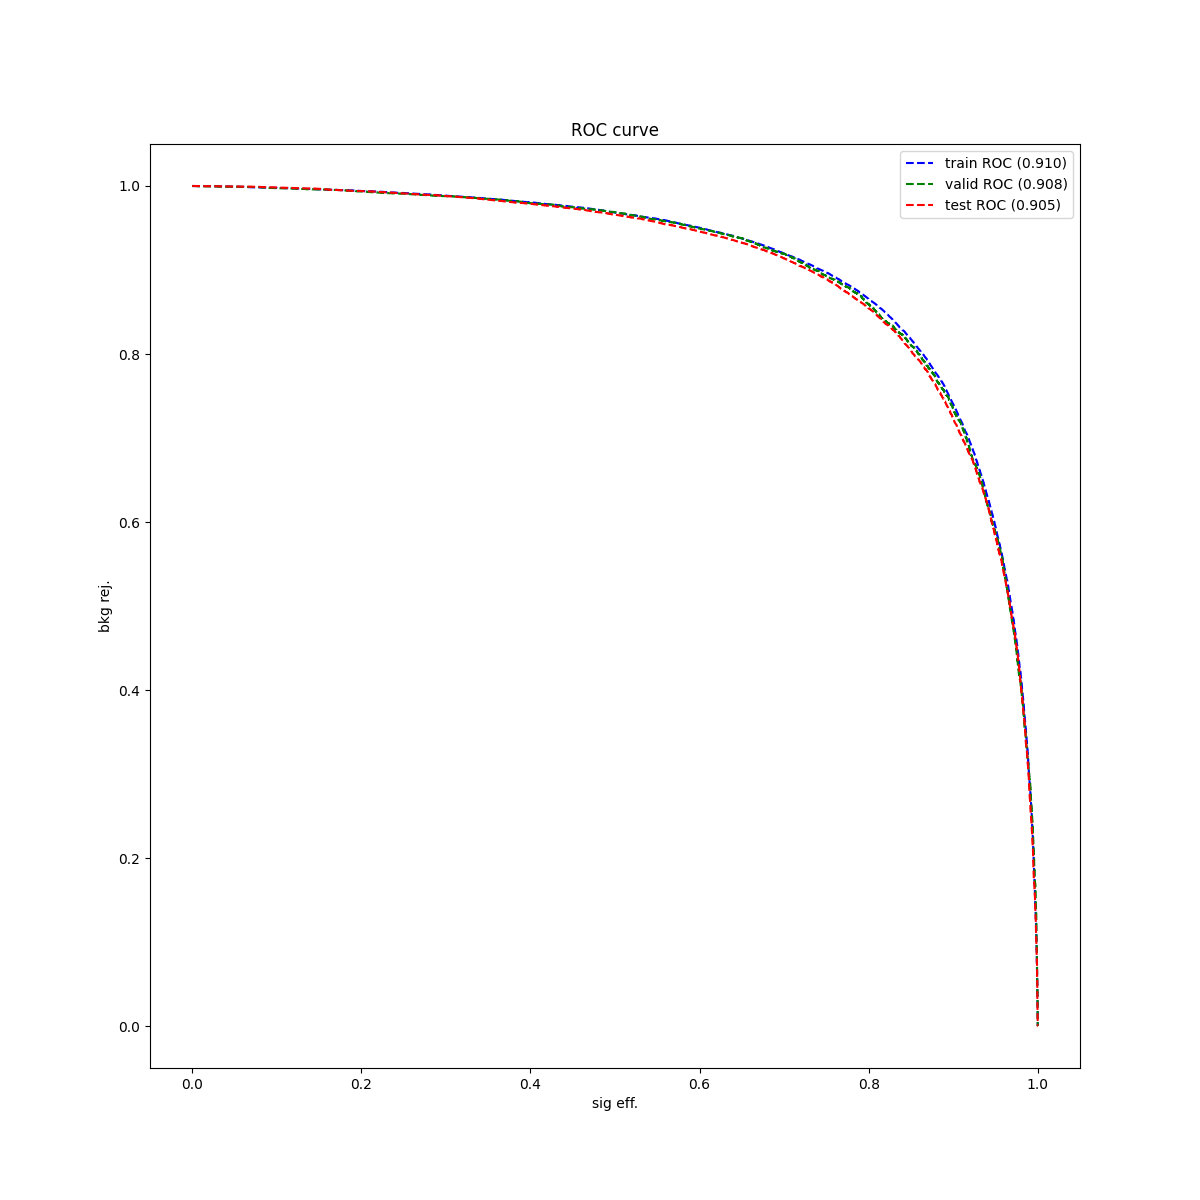 ROC curve
train ROC (0.910)
valid ROC (0.908)
test ROC (0.905)
1.0
0.8
0.6
0.4
0.2
0.0
bkg rej.
0.0 0.2 0.4 0.6 0.8 1.0
sig eff.